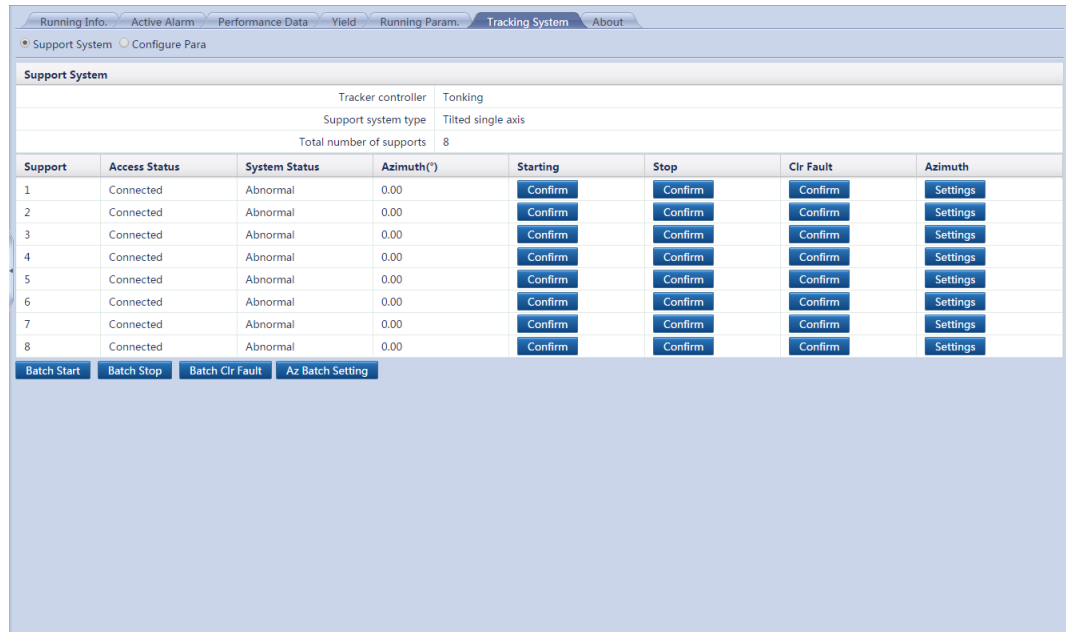 Running Info. Active Alarm Performance Data Yield Running Param. Tracking System About
Support System Configure Para
Support System
Tracker controller Tonking
Support system type Tilted single axis
Total number of supports 8
Support Access Status System Status Azimuth(°) Starting Stop Clr Fault Azimuth
1 Connected Abnormal 0.00 Confirm Confirm Confirm Settings
2 Connected Abnormal 0.00 Confirm Confirm Confirm Settings
3 Connected Abnormal 0.00 Confirm Confirm Confirm Settings
4 Connected Abnormal 0.00 Confirm Confirm Confirm Settings
5 Connected Abnormal 0.00 Confirm Confirm Confirm Settings
6 Connected Abnormal 0.00 Confirm Confirm Confirm Settings
7 Connected Abnormal 0.00 Confirm Confirm Confirm Settings
8 Connected Abnormal 0.00 Confirm Confirm Confirm Settings
Batch Start Batch Stop Batch Clr Fault Az Batch Setting